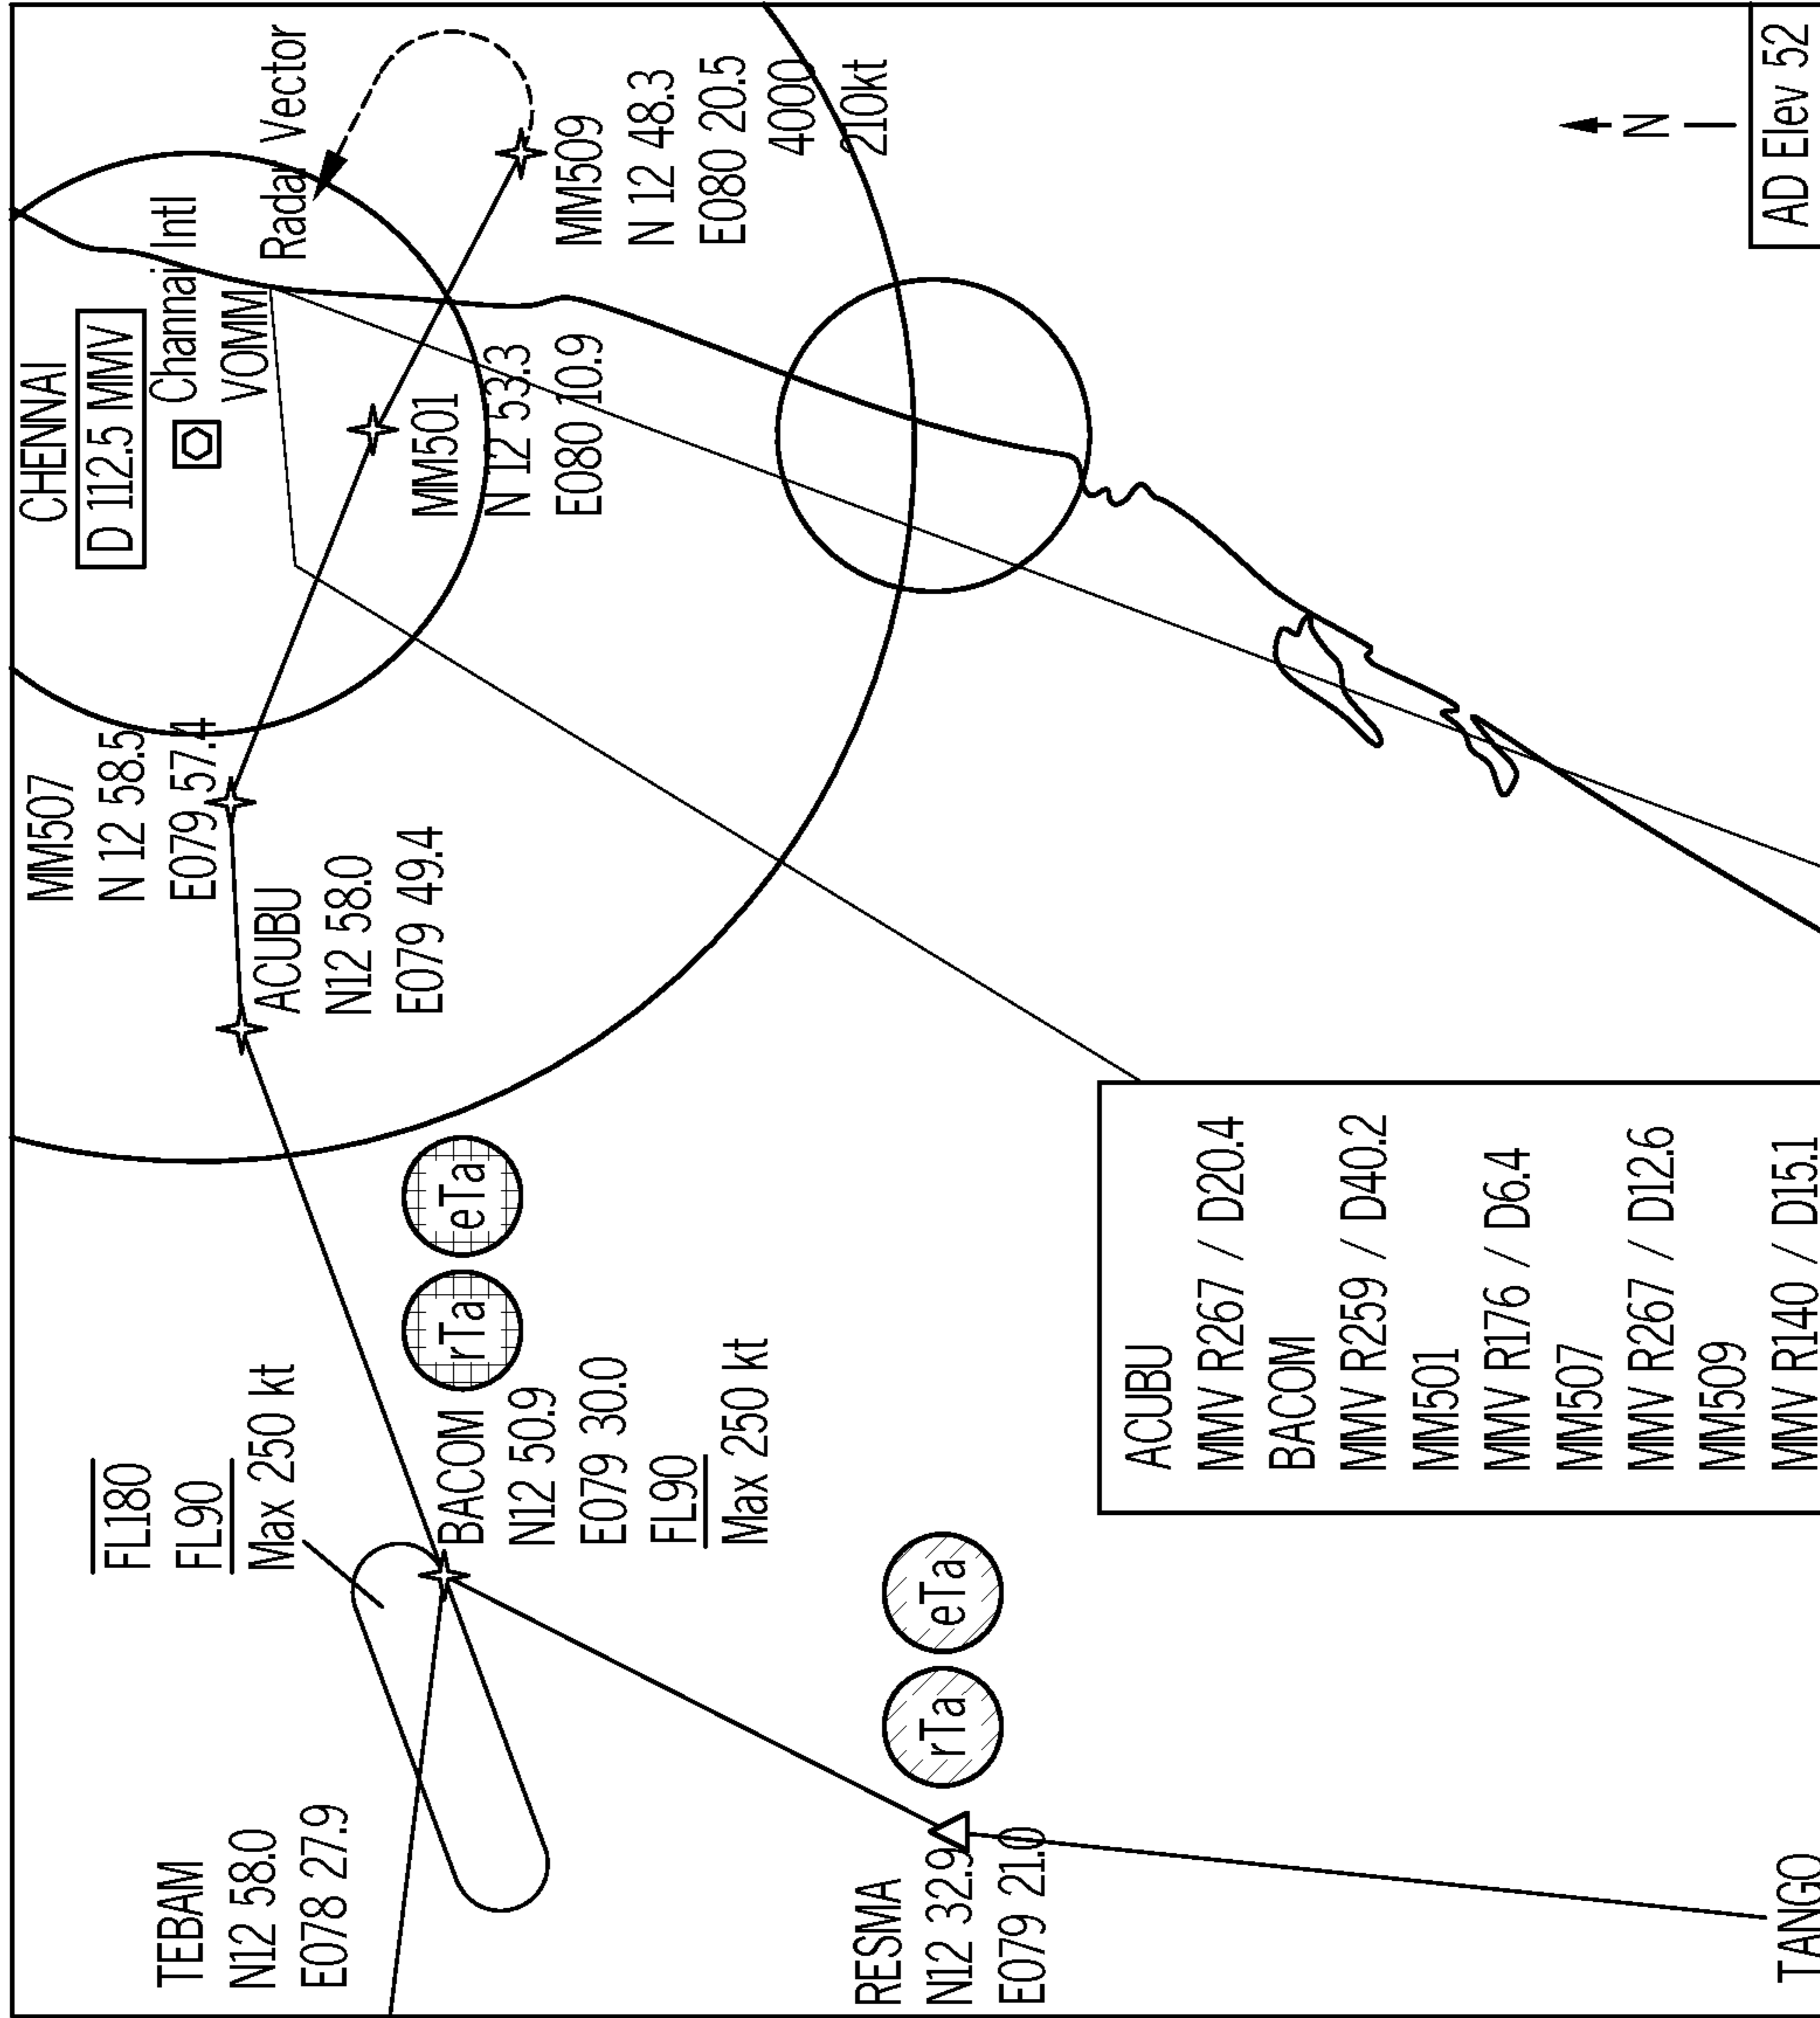 CHENNAI
D 112.5 MMV
Channai Intl
VOMM
Radar Vector
MM507
N 12 58.5
E079 57.4
ACUBU
N12 58.0
E079 49.4
MM501
N 12 53.3
E080 10.9
MM509
N 12 48.3
E080 20.5
4000
210kt
FL180
FL90
Max 250 kt
TEBAM
N12 58.0
E078 27.9
BACOM
N12 50.9
E079 30.0
FL90
Max 250 kt
rTa
eTa
RESMA
N12 32.9
E079 21.0
rTa
eTa
ACUBU
MMV R267 / D20.4
BACOM
MMV R259 / D40.2
MM501
MMV R176 / D6.4
MM507
MMV R267 / D12.6
MM509
MMV R140 / D15.1
TANGO
N
AD Elev 52